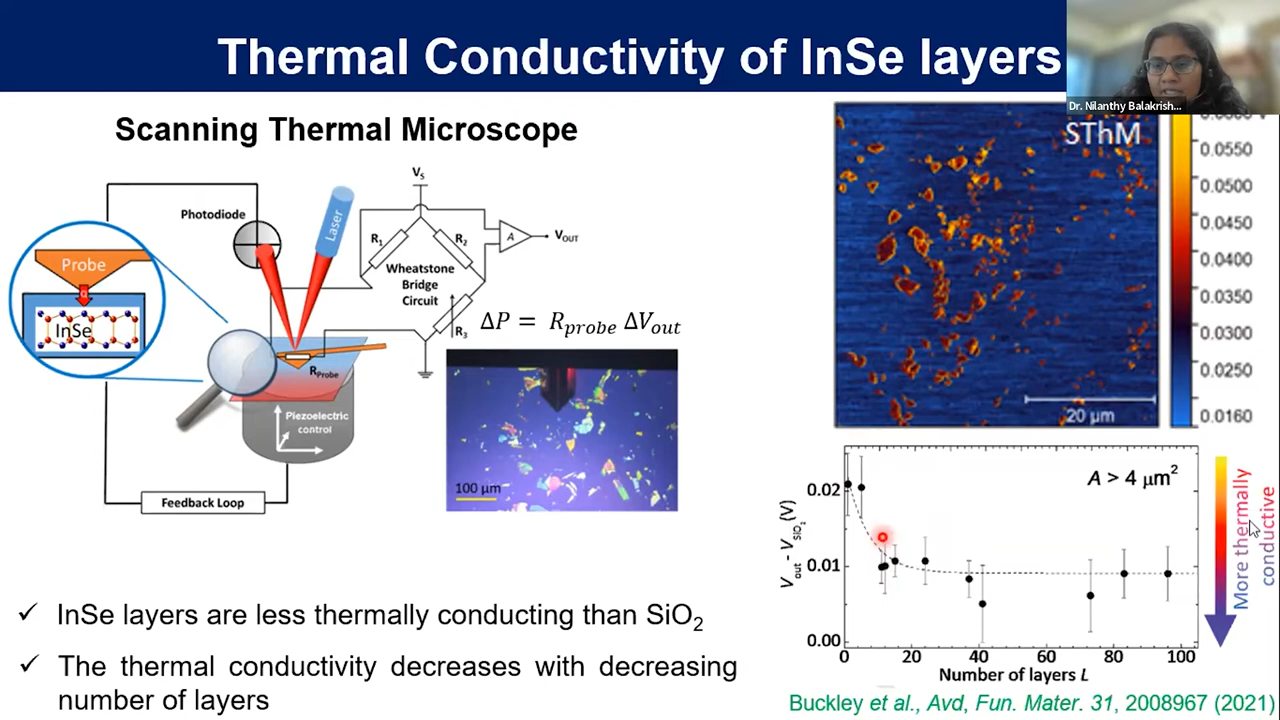 Thermal Conductivity of InSe layers
Dr. Nilanthy Balakrish...
Scanning Thermal Microscope
Photodiode
Laser
Probe
InSe
V_S
R_1
R_2
A
V_OUT
Wheatstone
Bridge
Circuit
R_3
R_Probe
Piezoelectric
control
Feedback Loop
ΔP = R_probe ΔV_out
100 μm
SThM
20 μm
0.0550
0.0500
0.0450
0.0400
0.0350
0.0300
0.0250
0.0160
A > 4 μm²
V_out - V_SiO₂ (V)
0.02
0.01
0.00
0 20 40 60 80 100
Number of layers L
More thermally
conductive
✓ InSe layers are less thermally conducting than SiO₂
✓ The thermal conductivity decreases with decreasing
number of layers
Buckley et al., Avd, Fun. Mater. 31, 2008967 (2021)